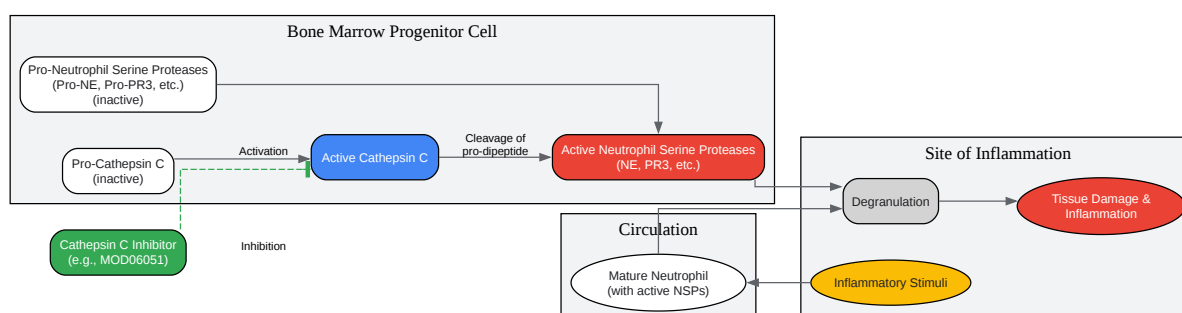 Bone Marrow Progenitor Cell
Pro-Neutrophil Serine Proteases
(Pro-NE, Pro-PR3, etc.)
(inactive)
Pro-Cathepsin C
(inactive)
Activation
Active Cathepsin C
Cleavage of
pro-dipeptide
Active Neutrophil Serine Proteases
(NE, PR3, etc.)
Cathepsin C Inhibitor
(e.g., MOD06051)
Inhibition
Circulation
Mature Neutrophil
(with active NSPs)
Site of Inflammation
Degranulation
Tissue Damage &
Inflammation
Inflammatory Stimuli